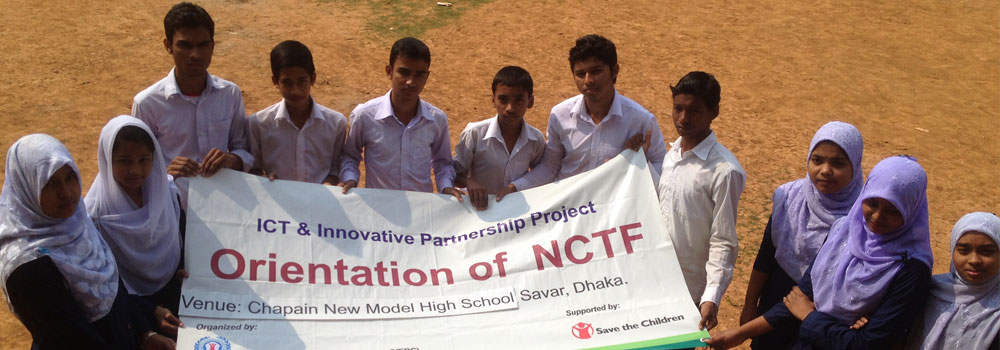 ICT & Innovative Partnership Project
Orientation of NCTF
Venue: Chapain New Model High School, Savar, Dhaka.
Organized by:
Supported by:
Save the Children